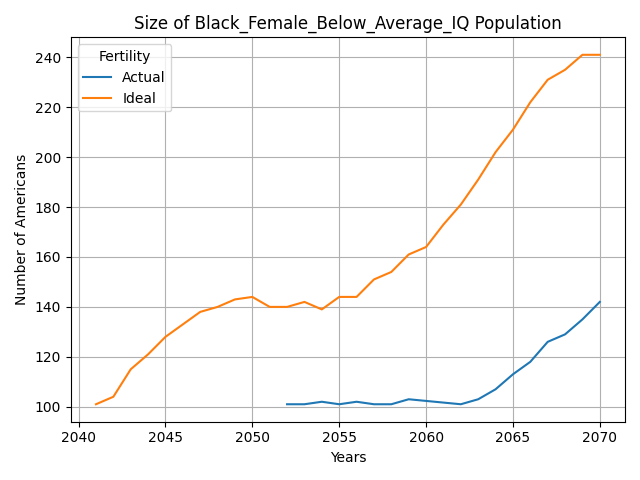 Size of Black_Female_Below_Average_IQ Population
Fertility
Actual
Ideal
Number of Americans
240
220
200
180
160
140
120
100
2040 2045 2050 2055 2060 2065 2070
Years